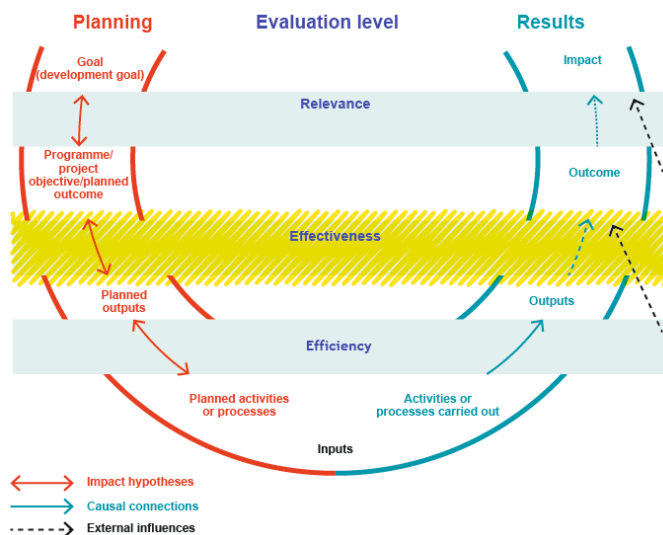 Planning
Evaluation level
Results
Goal
(development goal)
Impact
Relevance
Programme/
project
objective/planned
outcome
Outcome
Effectiveness
Planned
outputs
Outputs
Efficiency
Planned activities
or processes
Activities or
processes carried out
Inputs
Impact hypotheses
Causal connections
External influences